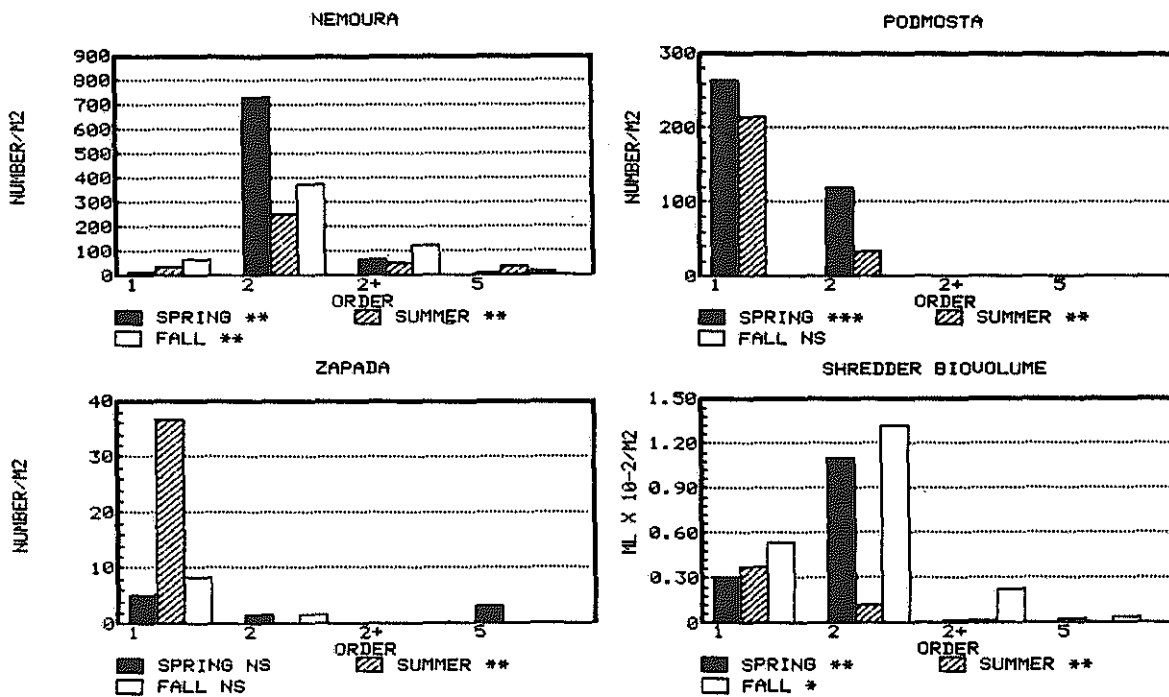 NEMOURA
NUMBER/M2
900
800
700
600
500
400
300
200
100
0
1 2 2+ 5
ORDER
SPRING ** SUMMER **
FALL **
PODMOSTA
NUMBER/M2
300
200
100
0
1 2 2+ 5
ORDER
SPRING *** SUMMER **
FALL NS
ZAPADA
NUMBER/M2
40
30
20
10
0
1 2 2+ 5
ORDER
SPRING NS SUMMER **
FALL NS
SHREDDER BIOVOLUME
ML X 10-2/M2
1.50
1.20
0.90
0.60
0.30
0
1 2 2+ 5
ORDER
SPRING ** SUMMER **
FALL *